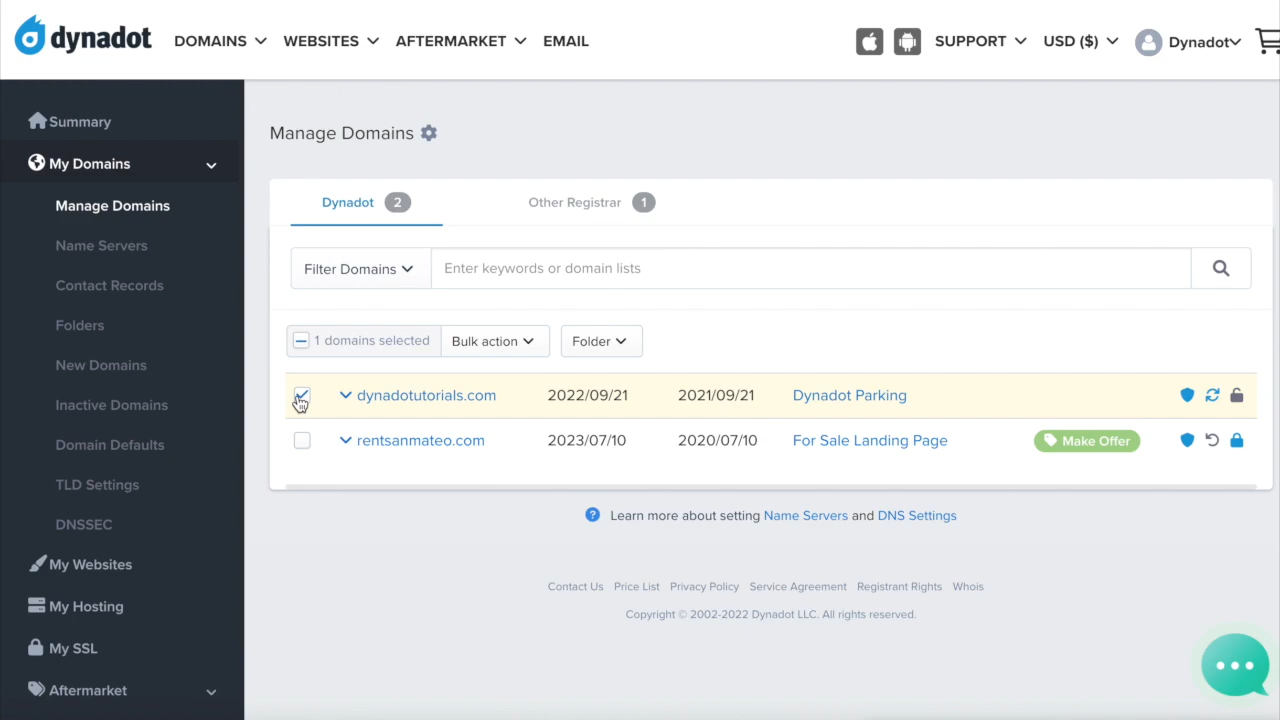 dynadot DOMAINS WEBSITES AFTERMARKET EMAIL SUPPORT USD ($) Dynadot
Summary
My Domains
Manage Domains
Name Servers
Contact Records
Folders
New Domains
Inactive Domains
Domain Defaults
TLD Settings
DNSSEC
My Websites
My Hosting
My SSL
Aftermarket
Manage Domains
Dynadot 2 Other Registrar 1
Filter Domains Enter keywords or domain lists
1 domains selected Bulk action Folder
dynadotutorials.com 2022/09/21 2021/09/21 Dynadot Parking
rentsanmateo.com 2023/07/10 2020/07/10 For Sale Landing Page Make Offer
? Learn more about setting Name Servers and DNS Settings
Contact Us Price List Privacy Policy Service Agreement Registrant Rights Whois
Copyright © 2002-2022 Dynadot LLC. All rights reserved.